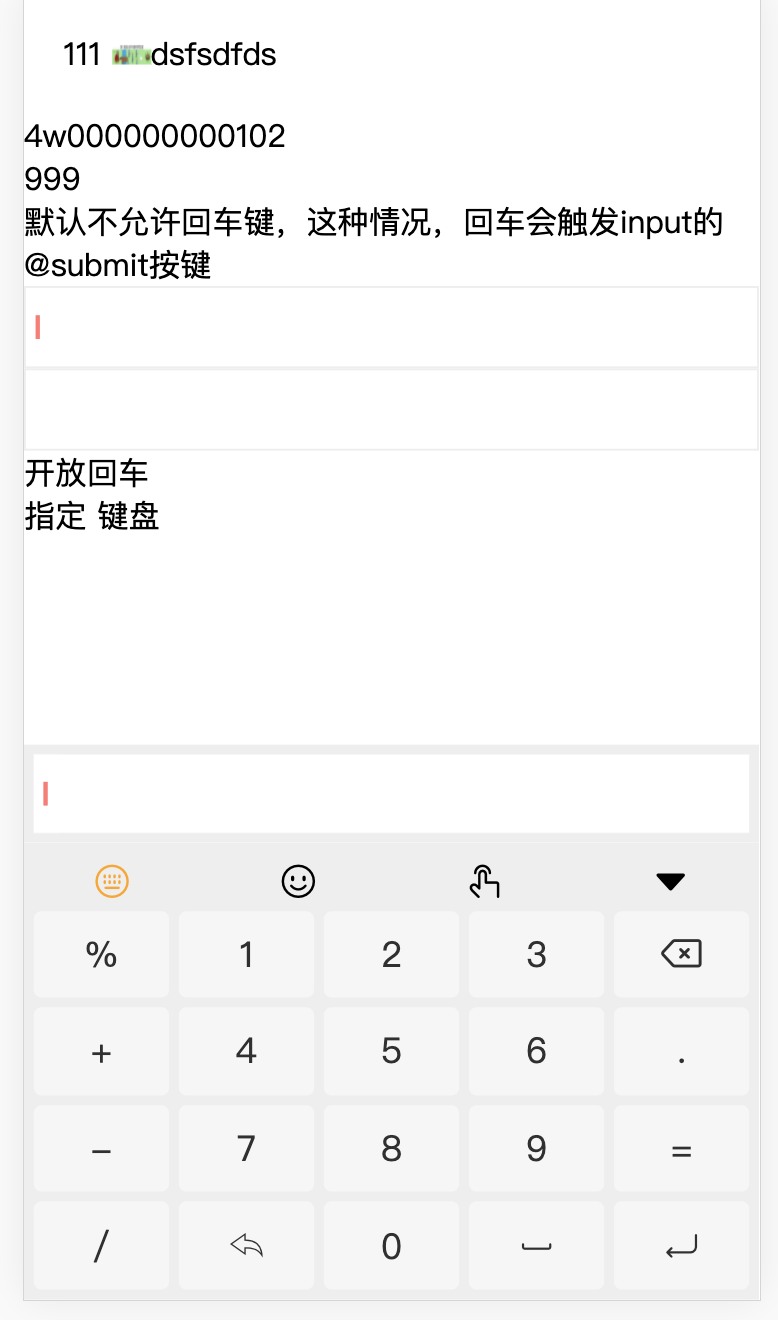 111 dsfsdfds
4w000000000102
999
默认不允许回车键，这种情况，回车会触发input的
@submit按键
开放回车
指定 键盘
% 1 2 3
+ 4 5 6 .
− 7 8 9 =
/ 0